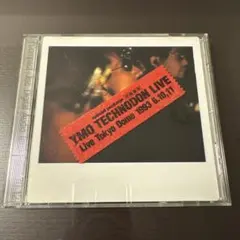 YMO TECHNODON LIVE
Live Tokyo Dome 1993 6.10,11